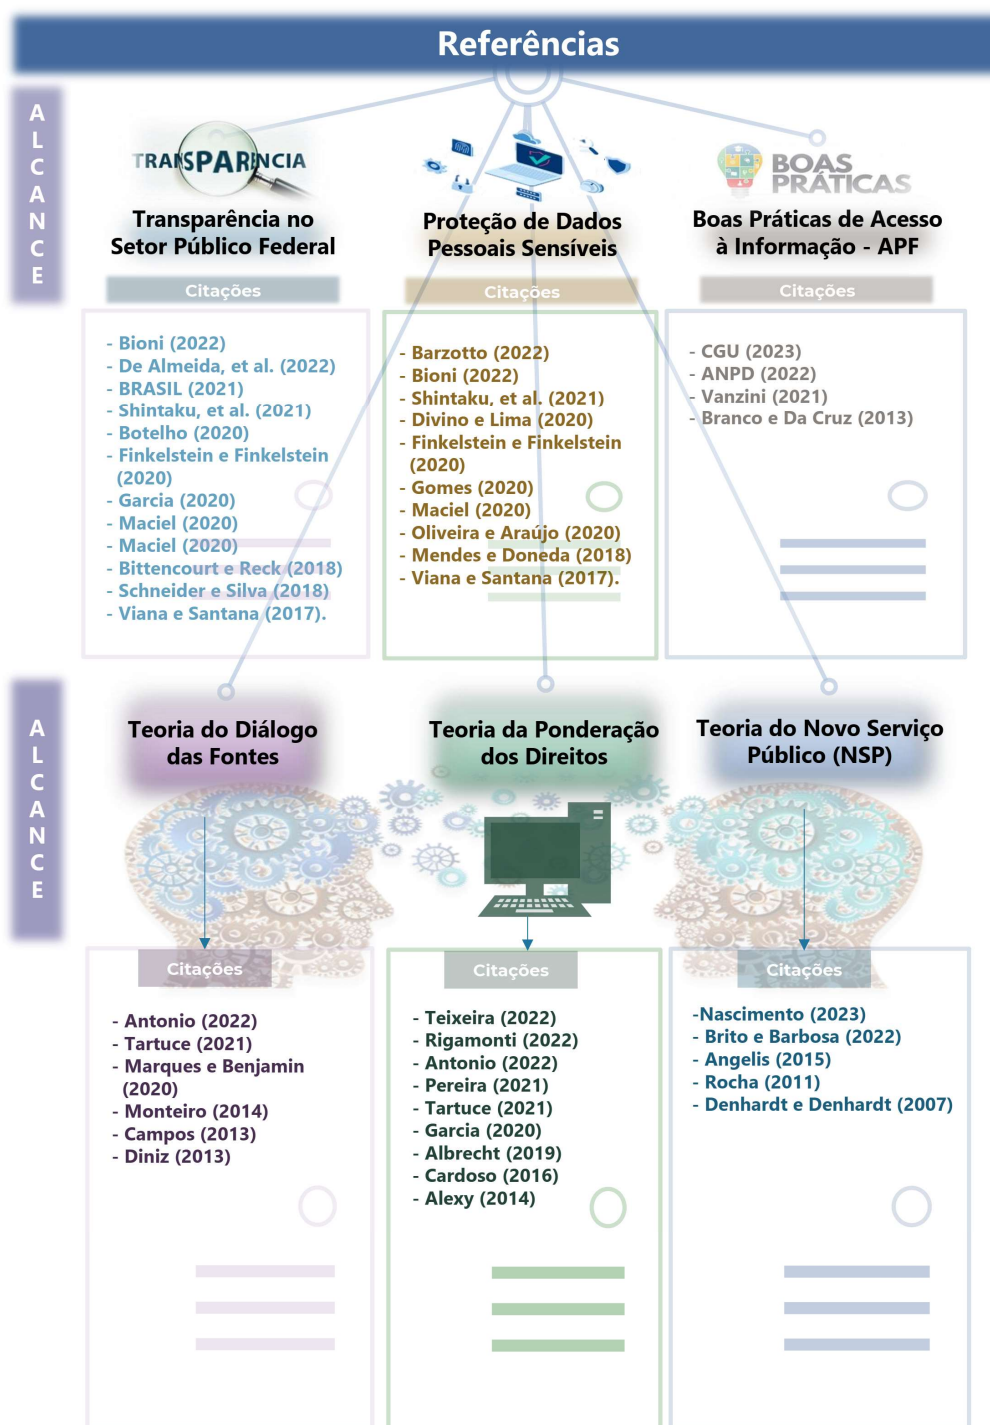 Referências
ALCANCE
TRANSPARENCIA
Transparência no
Setor Público Federal
Citações
- Bioni (2022)
- De Almeida, et al. (2022)
- BRASIL (2021)
- Shintaku, et al. (2021)
- Botelho (2020)
- Finkelstein e Finkelstein
(2020)
- Garcia (2020)
- Maciel (2020)
- Maciel (2020)
- Bittencourt e Reck (2018)
- Schneider e Silva (2018)
- Viana e Santana (2017).
Proteção de Dados
Pessoais Sensíveis
Citações
- Barzotto (2022)
- Bioni (2022)
- Shintaku, et al. (2021)
- Divino e Lima (2020)
- Finkelstein e Finkelstein
(2020)
- Gomes (2020)
- Maciel (2020)
- Oliveira e Araújo (2020)
- Mendes e Doneda (2018)
- Viana e Santana (2017).
BOAS
PRÁTICAS
Boas Práticas de Acesso
à Informação - APF
Citações
- CGU (2023)
- ANPD (2022)
- Vanzini (2021)
- Branco e Da Cruz (2013)
ALCANCE
Teoria do Diálogo
das Fontes
Citações
- Antonio (2022)
- Tartuce (2021)
- Marques e Benjamin
(2020)
- Monteiro (2014)
- Campos (2013)
- Diniz (2013)
Teoria da Ponderação
dos Direitos
Citações
- Teixeira (2022)
- Rigamonti (2022)
- Antonio (2022)
- Pereira (2021)
- Tartuce (2021)
- Garcia (2020)
- Albrecht (2019)
- Cardoso (2016)
- Alexy (2014)
Teoria do Novo Serviço
Público (NSP)
Citações
-Nascimento (2023)
- Brito e Barbosa (2022)
- Angelis (2015)
- Rocha (2011)
- Denhardt e Denhardt (2007)